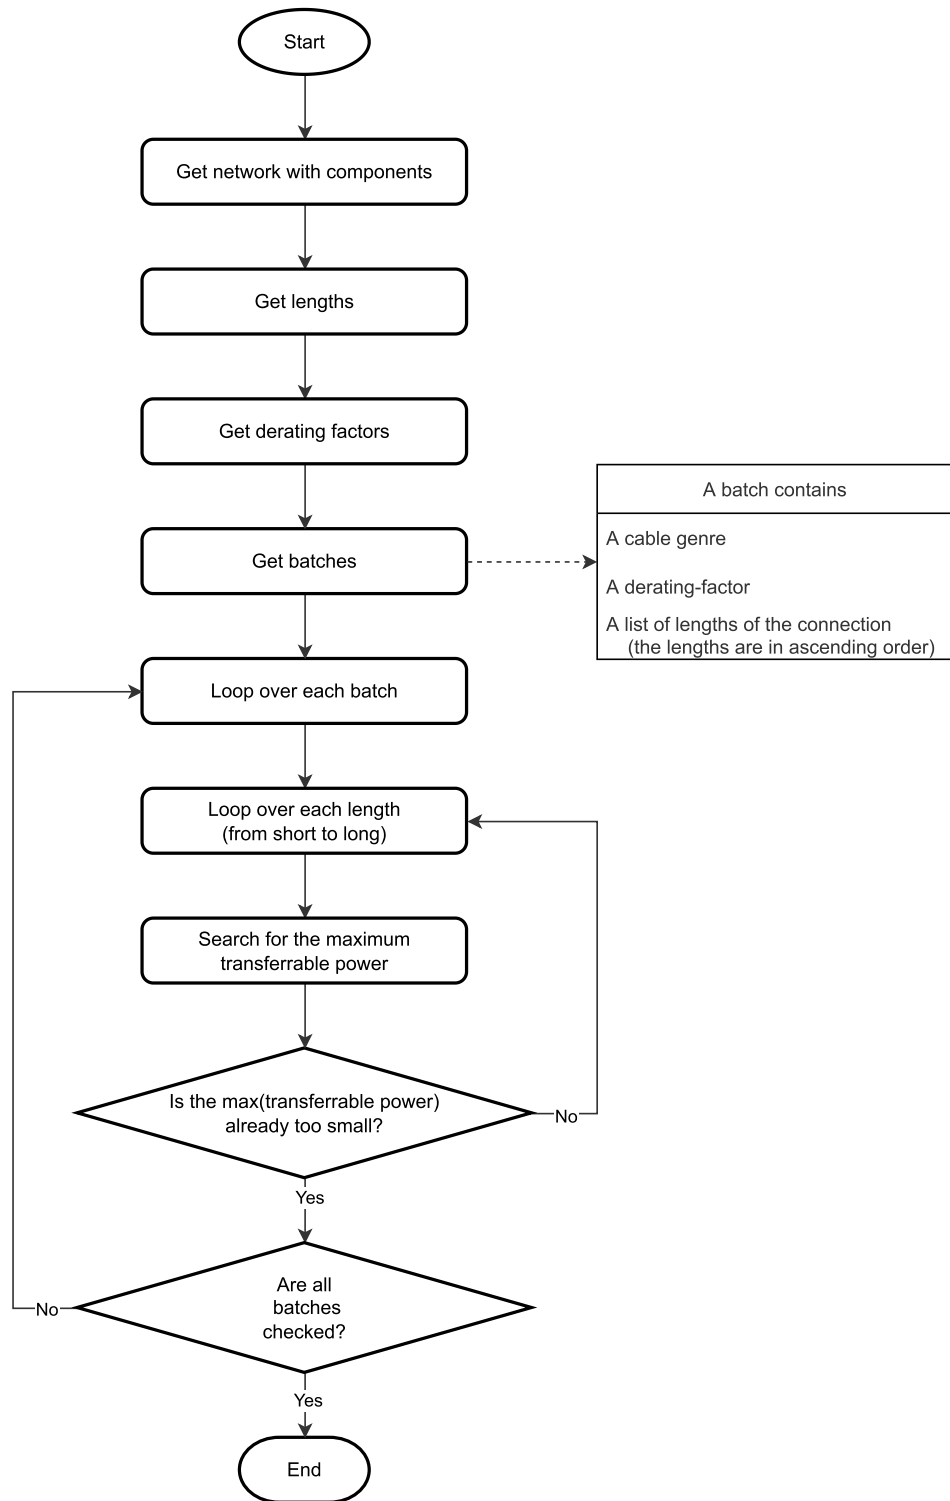 Start
Get network with components
Get lengths
Get derating factors
Get batches
A batch contains
A cable genre
A derating-factor
A list of lengths of the connection
(the lengths are in ascending order)
Loop over each batch
Loop over each length
(from short to long)
Search for the maximum
transferrable power
Is the max(transferrable power)
already too small?
No
Yes
Are all
batches
checked?
No
Yes
End